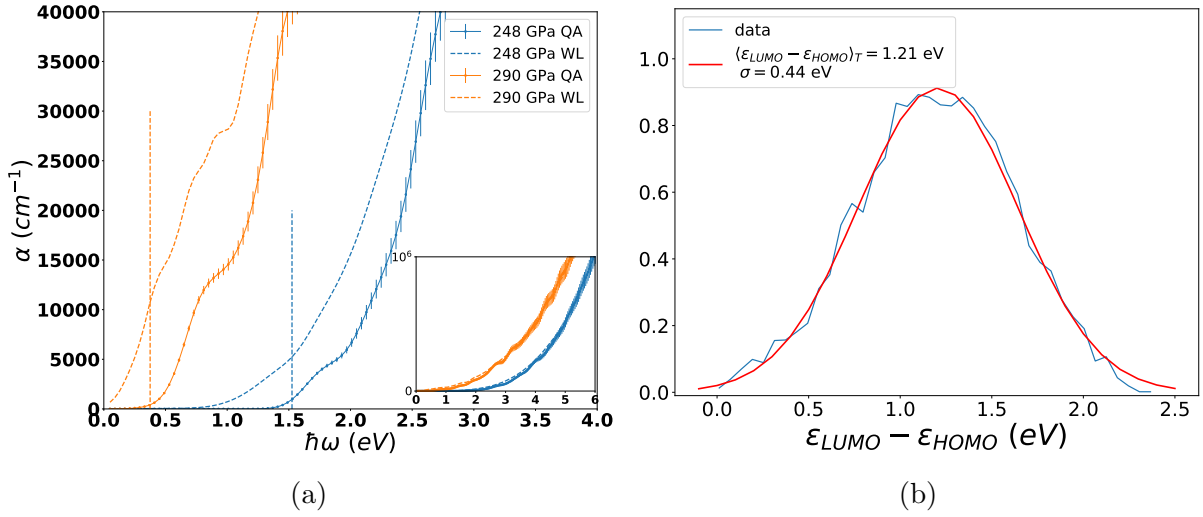 40000
35000
30000
25000
20000
15000
10000
5000
0
α (cm⁻¹)
0.0 0.5 1.0 1.5 2.0 2.5 3.0 3.5 4.0
ħω (eV)
248 GPa QA
248 GPa WL
290 GPa QA
290 GPa WL
10⁶
0
0 1 2 3 4 5 6
(a)
1.0
0.8
0.6
0.4
0.2
0.0
data
⟨ε_LUMO − ε_HOMO⟩_T = 1.21 eV
σ = 0.44 eV
0.0 0.5 1.0 1.5 2.0 2.5
ε_LUMO − ε_HOMO (eV)
(b)